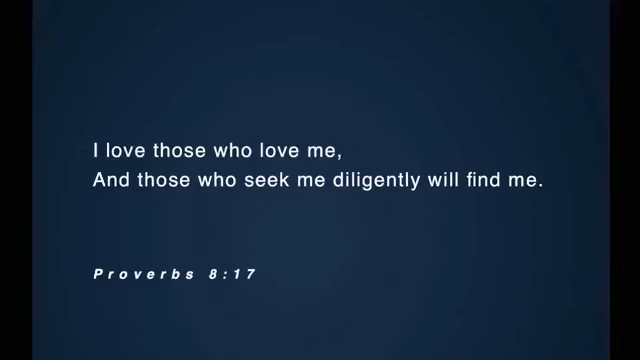 I love those who love me,
And those who seek me diligently will find me.
Proverbs 8:17